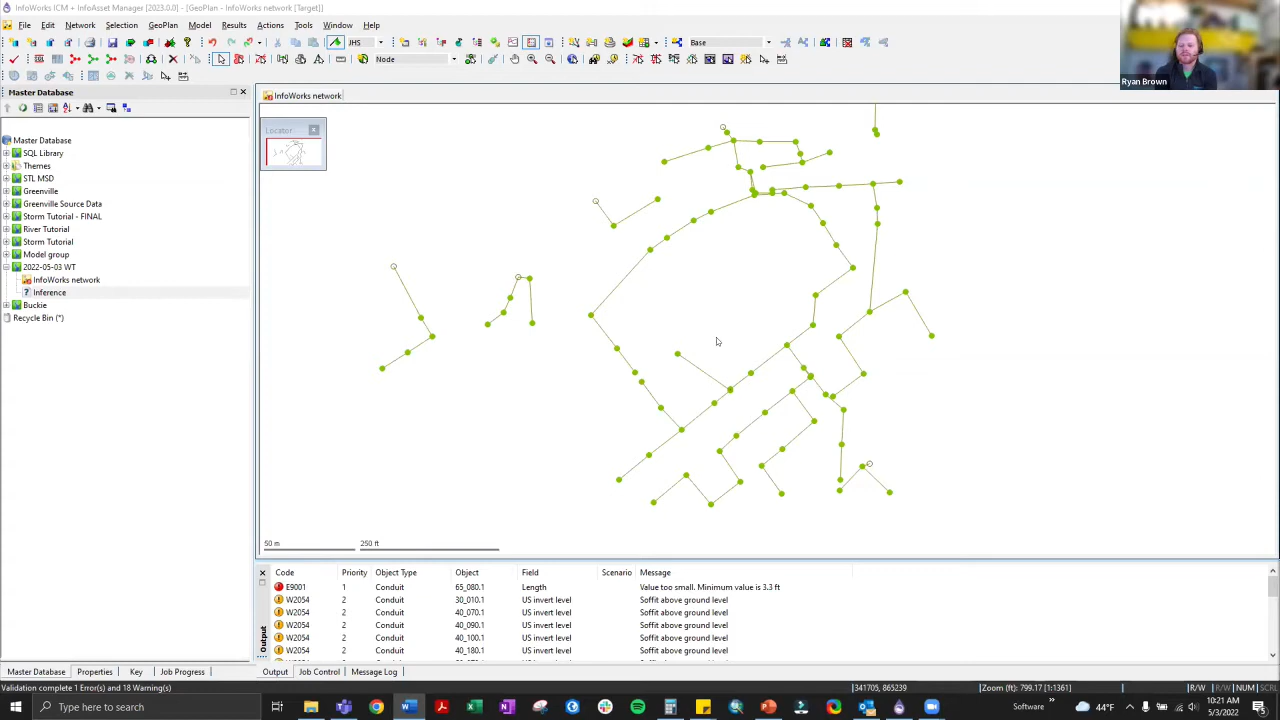 InfoWorks ICM + InfoAsset Manager [2023.0.0] - [GeoPlan - InfoWorks network [Target]]
File Edit Network Selection GeoPlan Model Results Actions Tools Window Help
JHS Base
Node
Master Database
InfoWorks network
Locator
Master Database
SQL Library
Themes
STL MSD
Greenville
Greenville Source Data
Storm Tutorial - FINAL
River Tutorial
Storm Tutorial
Model group
2022-05-03 WT
InfoWorks network
Inference
Buckie
Recycle Bin (*)
Ryan Brown
50 m 250 ft
Code Priority Object Type Object Field Scenario Message
E9001 1 Conduit 65_080.1 Length Value too small. Minimum value is 3.3 ft
W2054 2 Conduit 30_010.1 US invert level Soffit above ground level
W2054 2 Conduit 40_070.1 US invert level Soffit above ground level
W2054 2 Conduit 40_090.1 US invert level Soffit above ground level
W2054 2 Conduit 40_100.1 US invert level Soffit above ground level
W2054 2 Conduit 40_180.1 US invert level Soffit above ground level
Output
Master Database Properties Key Job Progress Output Job Control Message Log
Validation complete 1 Error(s) and 18 Warning(s) 341705, 865239 Zoom (ft): 799.17 [1:1361] R/W R/W NUM SCRL
Type here to search Software 44°F 10:21 AM
5/3/2022